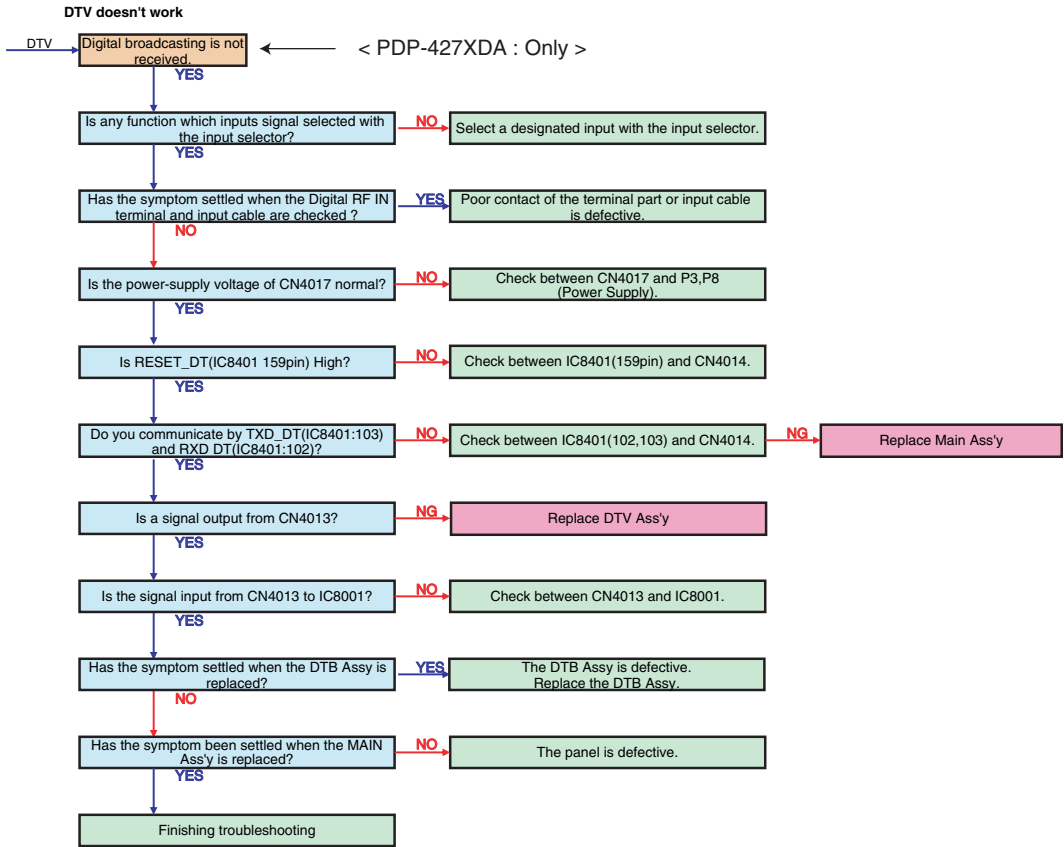 DTV doesn't work
DTV
Digital broadcasting is not
received.
< PDP-427XDA : Only >
YES
Is any function which inputs signal selected with
the input selector?
NO
Select a designated input with the input selector.
YES
Has the symptom settled when the Digital RF IN
terminal and input cable are checked ?
YES
Poor contact of the terminal part or input cable
is defective.
NO
Is the power-supply voltage of CN4017 normal?
NO
Check between CN4017 and P3,P8
(Power Supply).
YES
Is RESET_DT(IC8401 159pin) High?
NO
Check between IC8401(159pin) and CN4014.
YES
Do you communicate by TXD_DT(IC8401:103)
and RXD DT(IC8401:102)?
NO
Check between IC8401(102,103) and CN4014.
NG
Replace Main Ass'y
YES
Is a signal output from CN4013?
NG
Replace DTV Ass'y
YES
Is the signal input from CN4013 to IC8001?
NO
Check between CN4013 and IC8001.
YES
Has the symptom settled when the DTB Assy is
replaced?
YES
The DTB Assy is defective.
Replace the DTB Assy.
NO
Has the symptom been settled when the MAIN
Ass'y is replaced?
NO
The panel is defective.
YES
Finishing troubleshooting